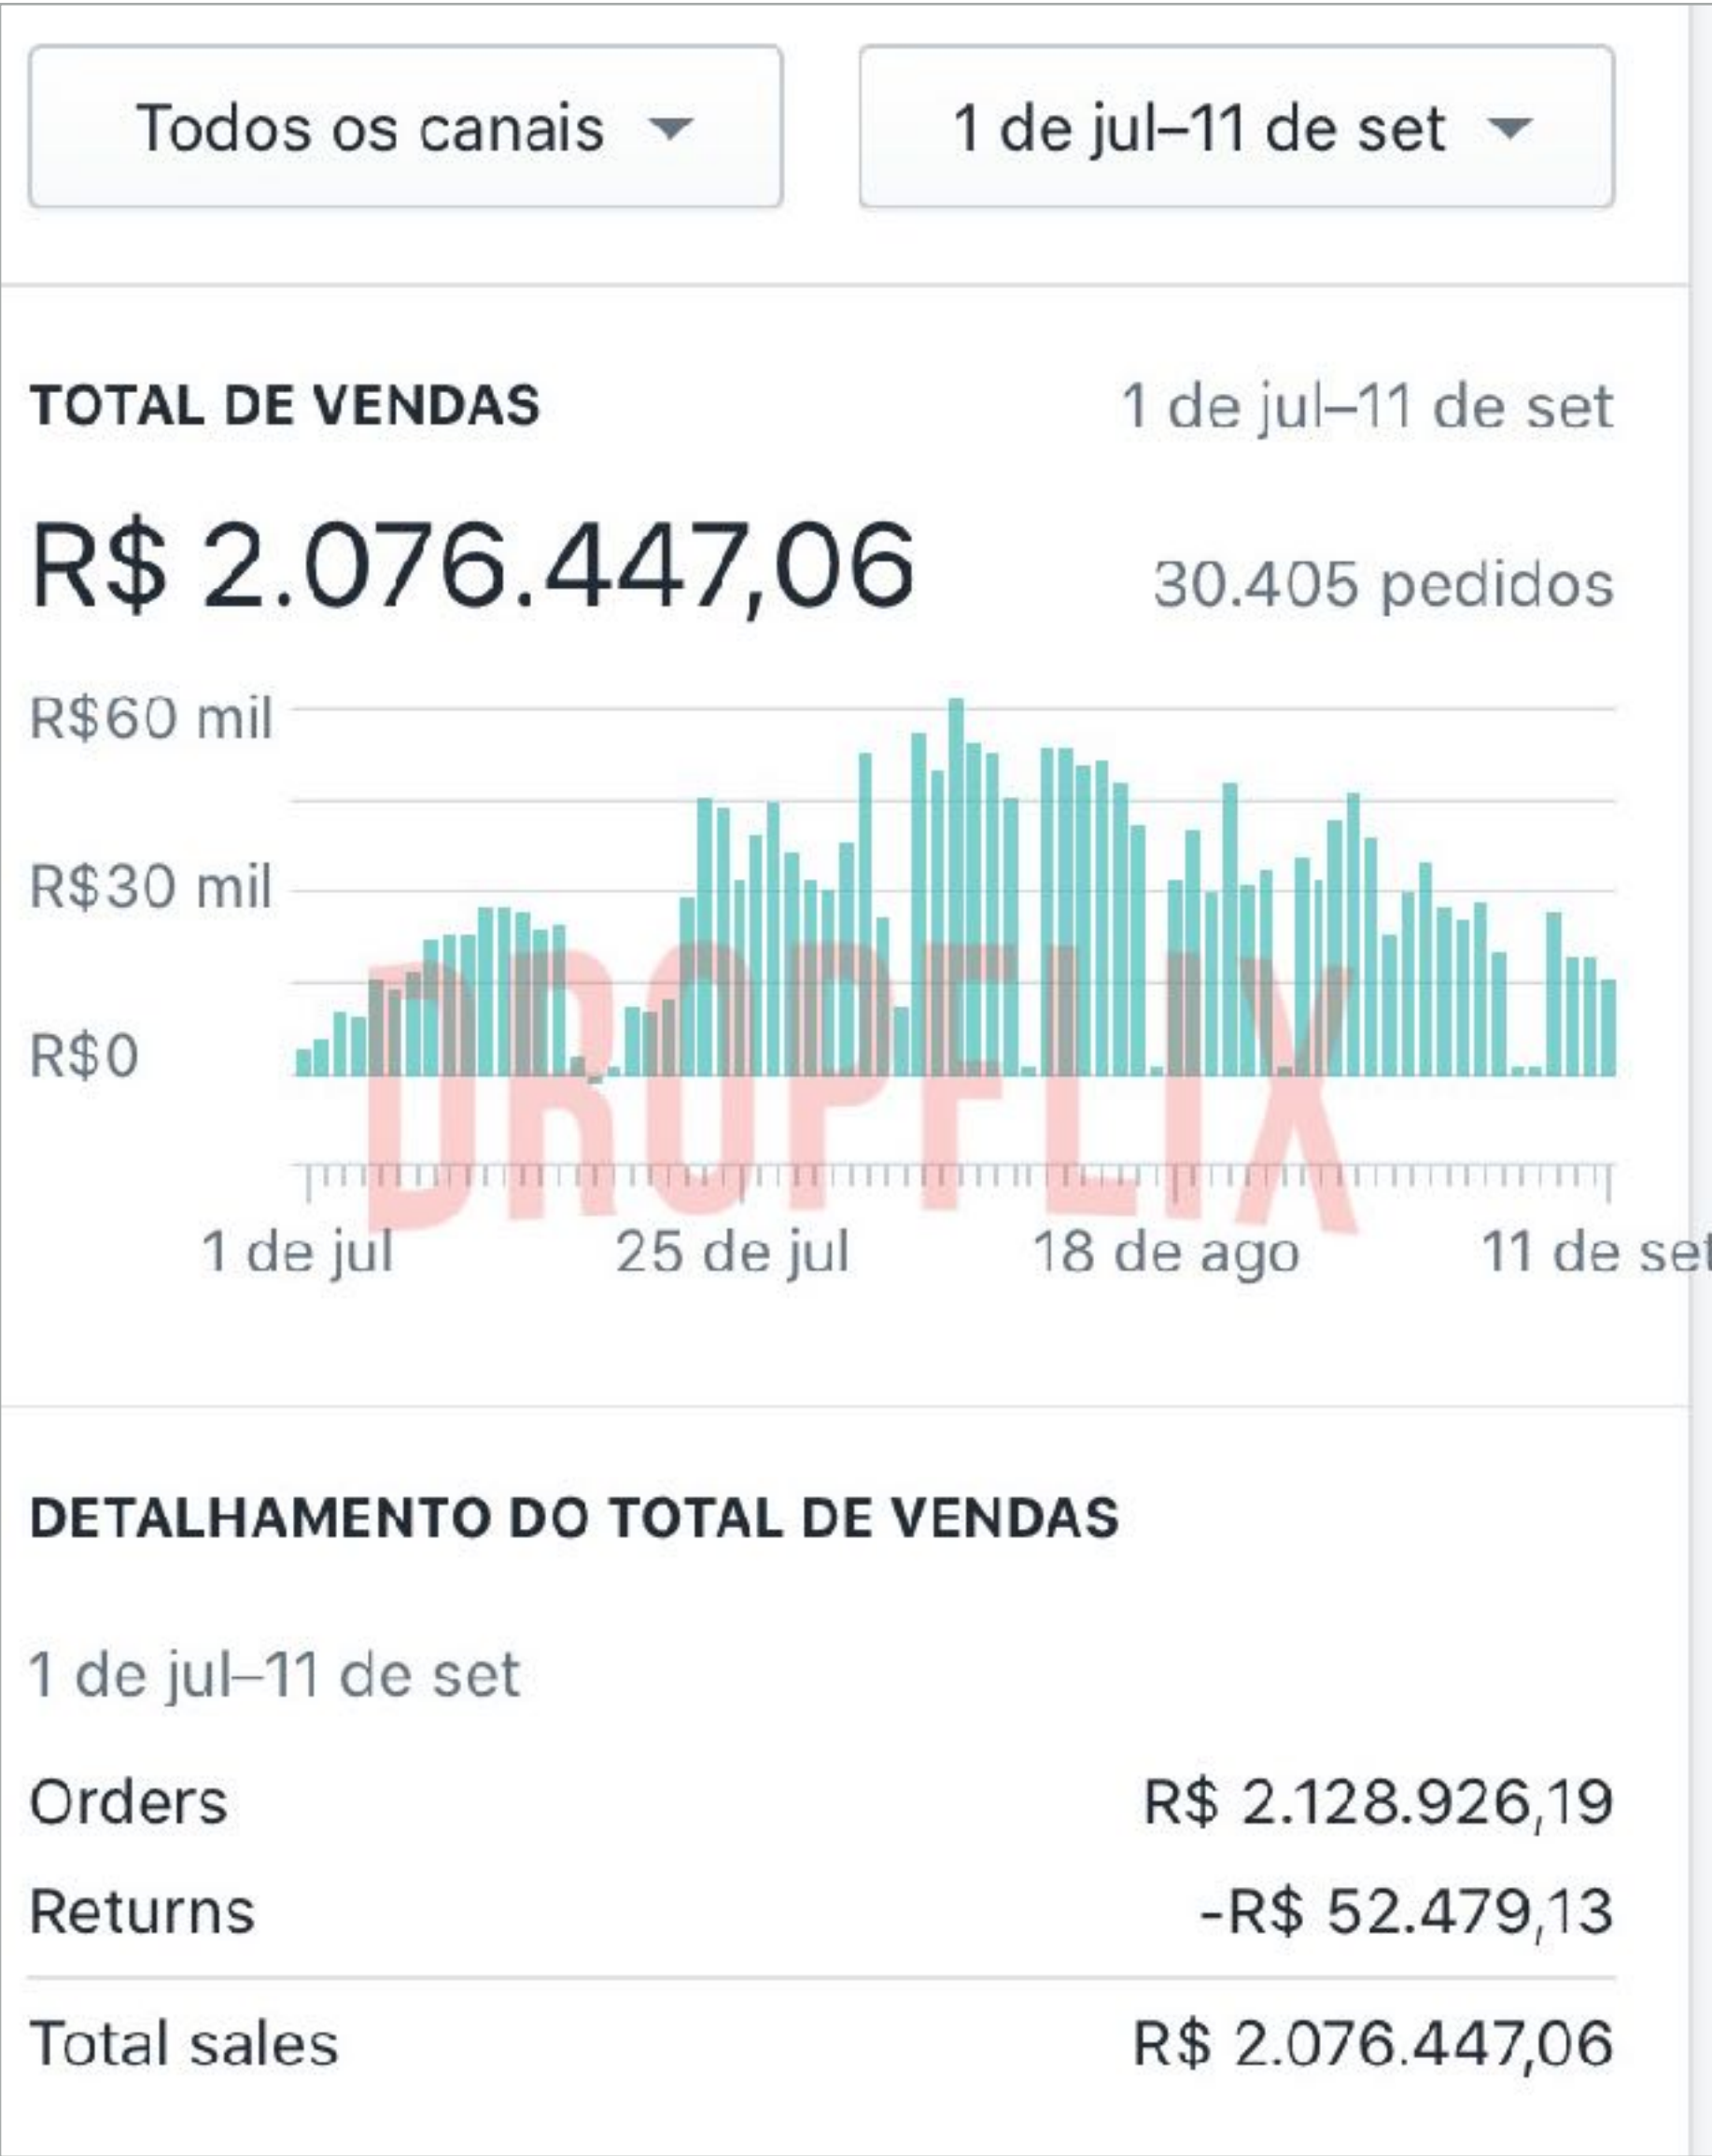 Todos os canais
1 de jul–11 de set
TOTAL DE VENDAS
1 de jul–11 de set
R$ 2.076.447,06
30.405 pedidos
R$60 mil
R$30 mil
R$0
DROPFLIX
1 de jul
25 de jul
18 de ago
11 de set
DETALHAMENTO DO TOTAL DE VENDAS
1 de jul–11 de set
Orders R$ 2.128.926,19
Returns -R$ 52.479,13
Total sales R$ 2.076.447,06